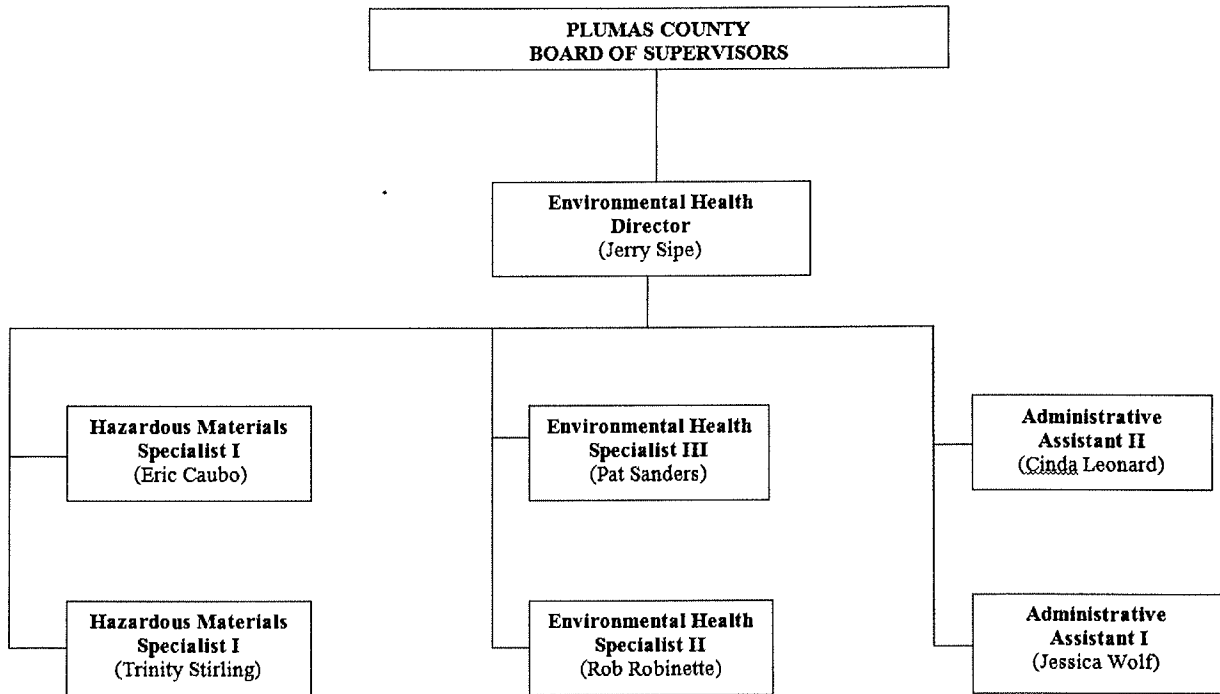 PLUMAS COUNTY
BOARD OF SUPERVISORS
Environmental Health
Director
(Jerry Sipe)
Hazardous Materials
Specialist I
(Eric Caubo)
Environmental Health
Specialist III
(Pat Sanders)
Administrative
Assistant II
(Cinda Leonard)
Hazardous Materials
Specialist I
(Trinity Stirling)
Environmental Health
Specialist II
(Rob Robinette)
Administrative
Assistant I
(Jessica Wolf)